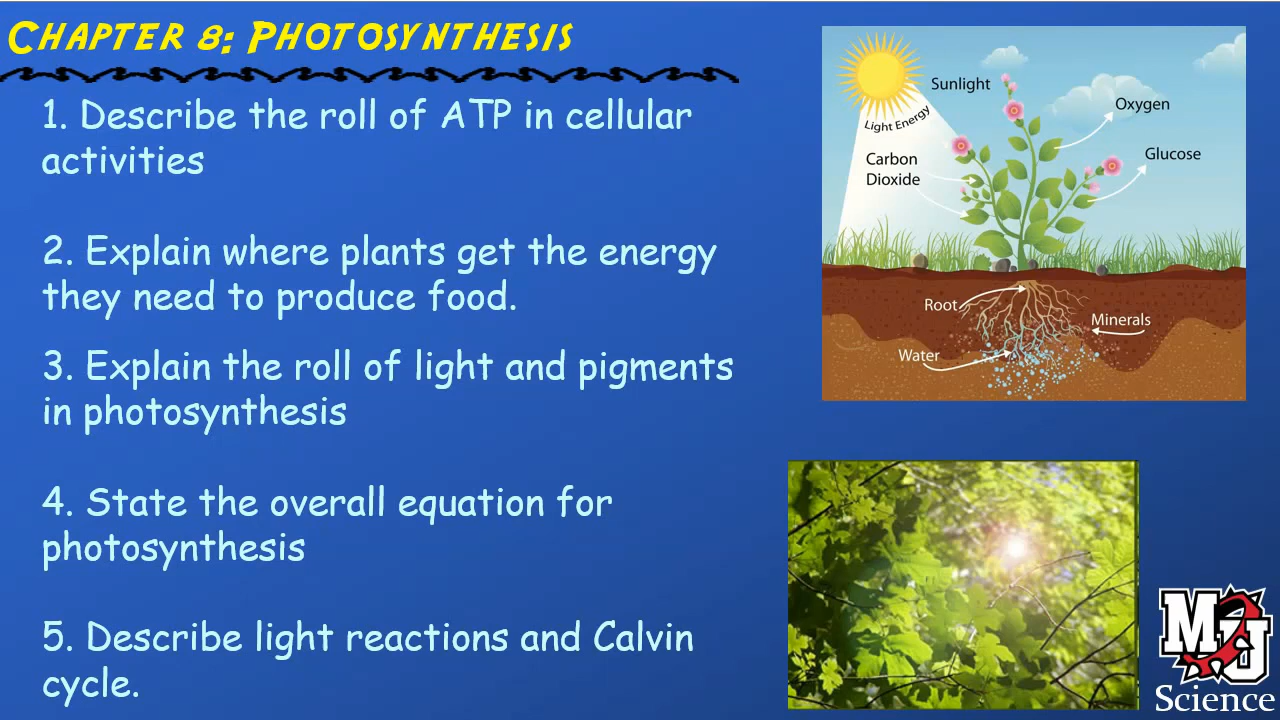 Chapter 8: Photosynthesis
1. Describe the roll of ATP in cellular
activities
2. Explain where plants get the energy
they need to produce food.
3. Explain the roll of light and pigments
in photosynthesis
4. State the overall equation for
photosynthesis
5. Describe light reactions and Calvin
cycle.
Sunlight
Light Energy
Oxygen
Carbon
Dioxide
Glucose
Root
Minerals
Water
MU
Science